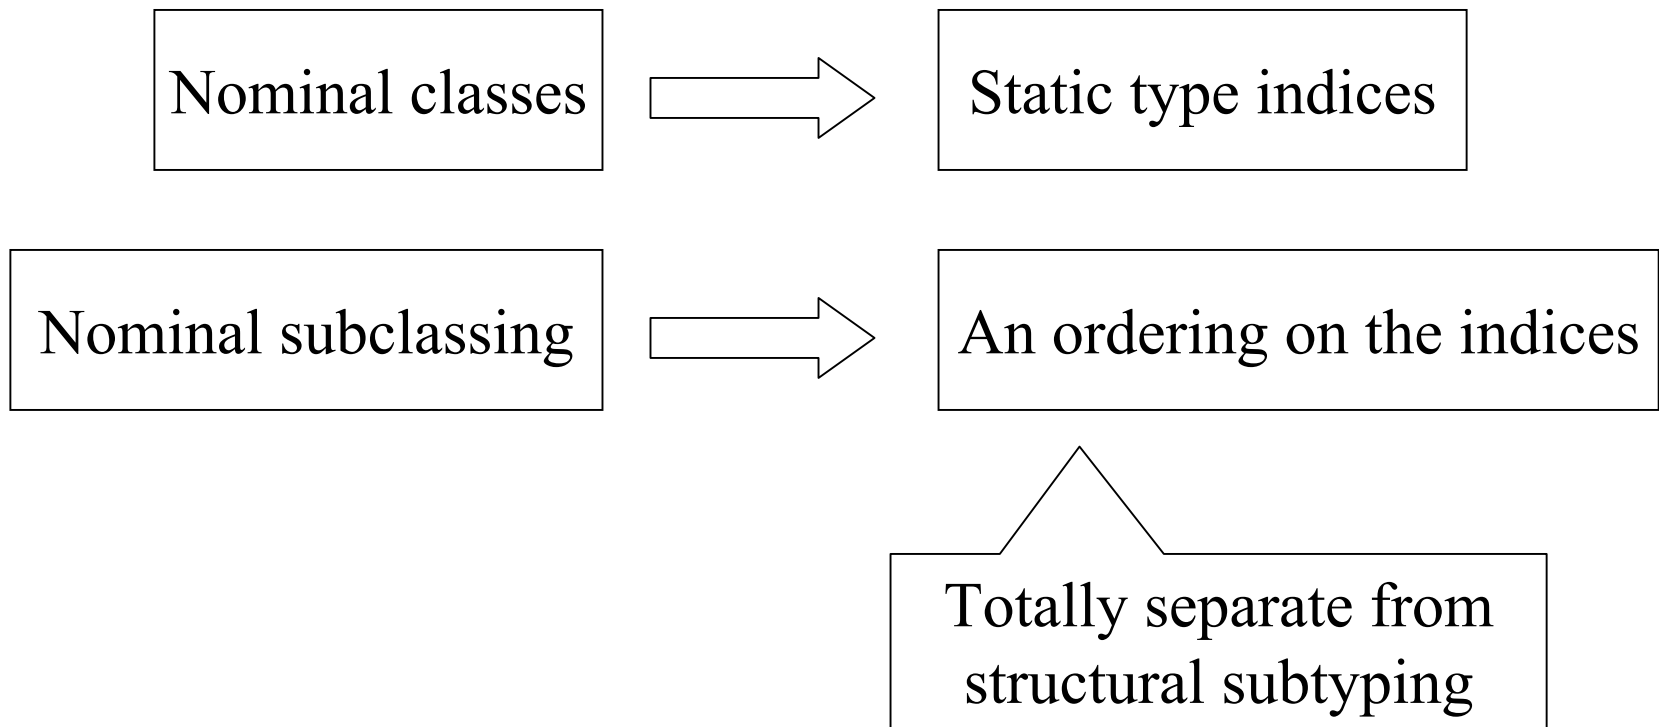 Nominal classes
Static type indices
Nominal subclassing
An ordering on the indices
Totally separate from
structural subtyping